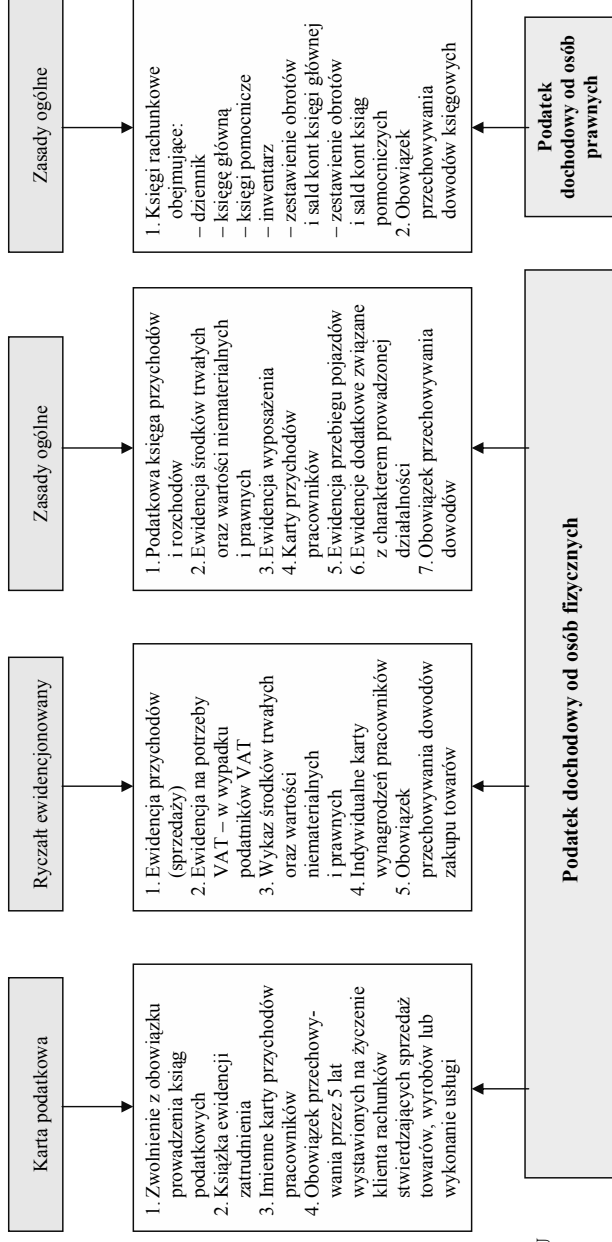 Karta podatkowa
1. Zwolnienie z obowiązku
prowadzenia ksiąg
podatkowych
2. Książka ewidencji
zatrudnienia
3. Imienne karty przychodów
pracowników
4. Obowiązek przechowy-
wania przez 5 lat
wystawionych na życzenie
klienta rachunków
stwierdzających sprzedaż
towarów, wyrobów lub
wykonanie usługi
Ryczałt ewidencjonowany
1. Ewidencja przychodów
(sprzedaży)
2. Ewidencja na potrzeby
VAT – w wypadku
podatników VAT
3. Wykaz środków trwałych
oraz wartości
niematerialnych
i prawnych
4. Indywidualne karty
wynagrodzeń pracowników
5. Obowiązek
przechowywania dowodów
zakupu towarów
Zasady ogólne
1. Podatkowa księga przychodów
i rozchodów
2. Ewidencja środków trwałych
oraz wartości niematerialnych
i prawnych
3. Ewidencja wyposażenia
4. Karty przychodów
pracowników
5. Ewidencja przebiegu pojazdów
6. Ewidencje dodatkowe związane
z charakterem prowadzonej
działalności
7. Obowiązek przechowywania
dowodów
Zasady ogólne
1. Księgi rachunkowe
obejmujące:
– dziennik
– księgę główną
– księgi pomocnicze
– inwentarz
– zestawienie obrotów
i sald kont księgi głównej
– zestawienie obrotów
i sald kont ksiąg
pomocniczych
2. Obowiązek
przechowywania
dowodów księgowych
Podatek dochodowy od osób fizycznych
Podatek
dochodowy od osób
prawnych